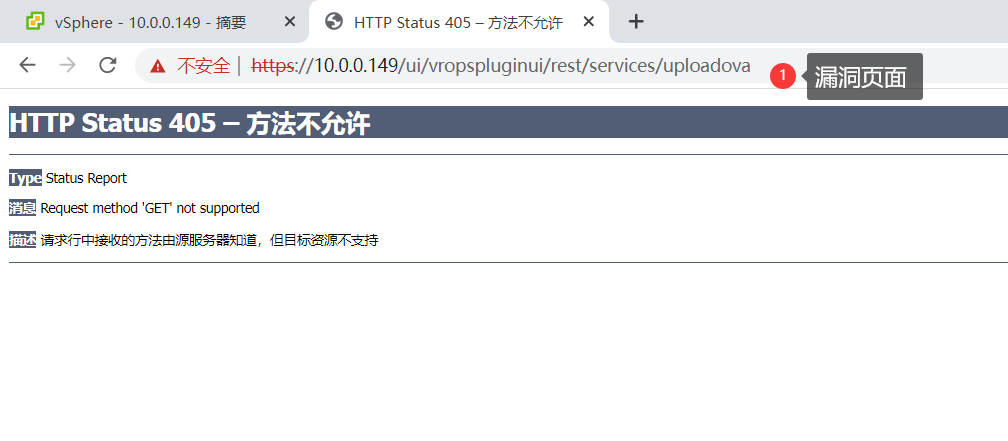 vSphere - 10.0.0.149 - 摘要
HTTP Status 405 – 方法不允许
不安全 | https://10.0.0.149/ui/vropspluginui/rest/services/uploadova
1 漏洞页面
HTTP Status 405 – 方法不允许
Type Status Report
消息 Request method 'GET' not supported
描述 请求行中接收的方法由源服务器知道，但目标资源不支持